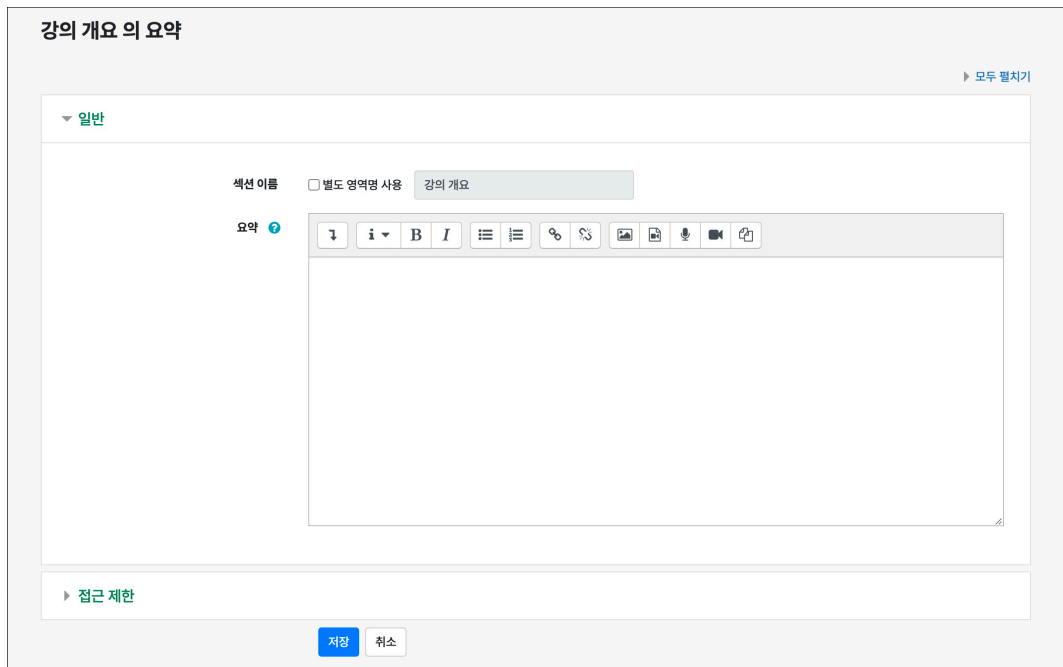 강의 개요 의 요약
모두 펼치기
일반
섹션 이름 별도 영역명 사용 강의 개요
요약
접근 제한
저장 취소